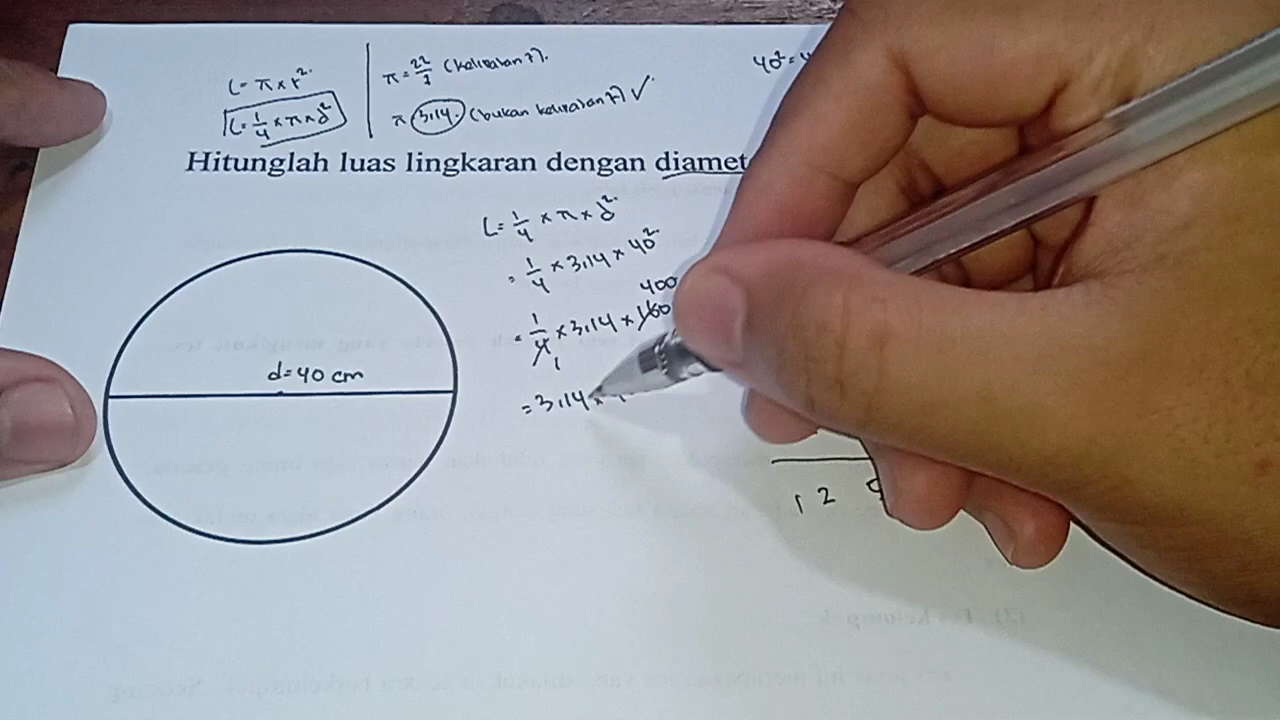 L = π x r²
L = 1/4 x π x d²
π = 22/7 (kelipatan 7).
π 3,14. (bukan kelipatan 7) ✓
40² =
Hitunglah luas lingkaran dengan diamet
L = 1/4 x π x d²
= 1/4 x 3,14 x 40²
400
= 1/4 x 3,14 x 160
1
= 3,14 x
d=40 cm
1 2